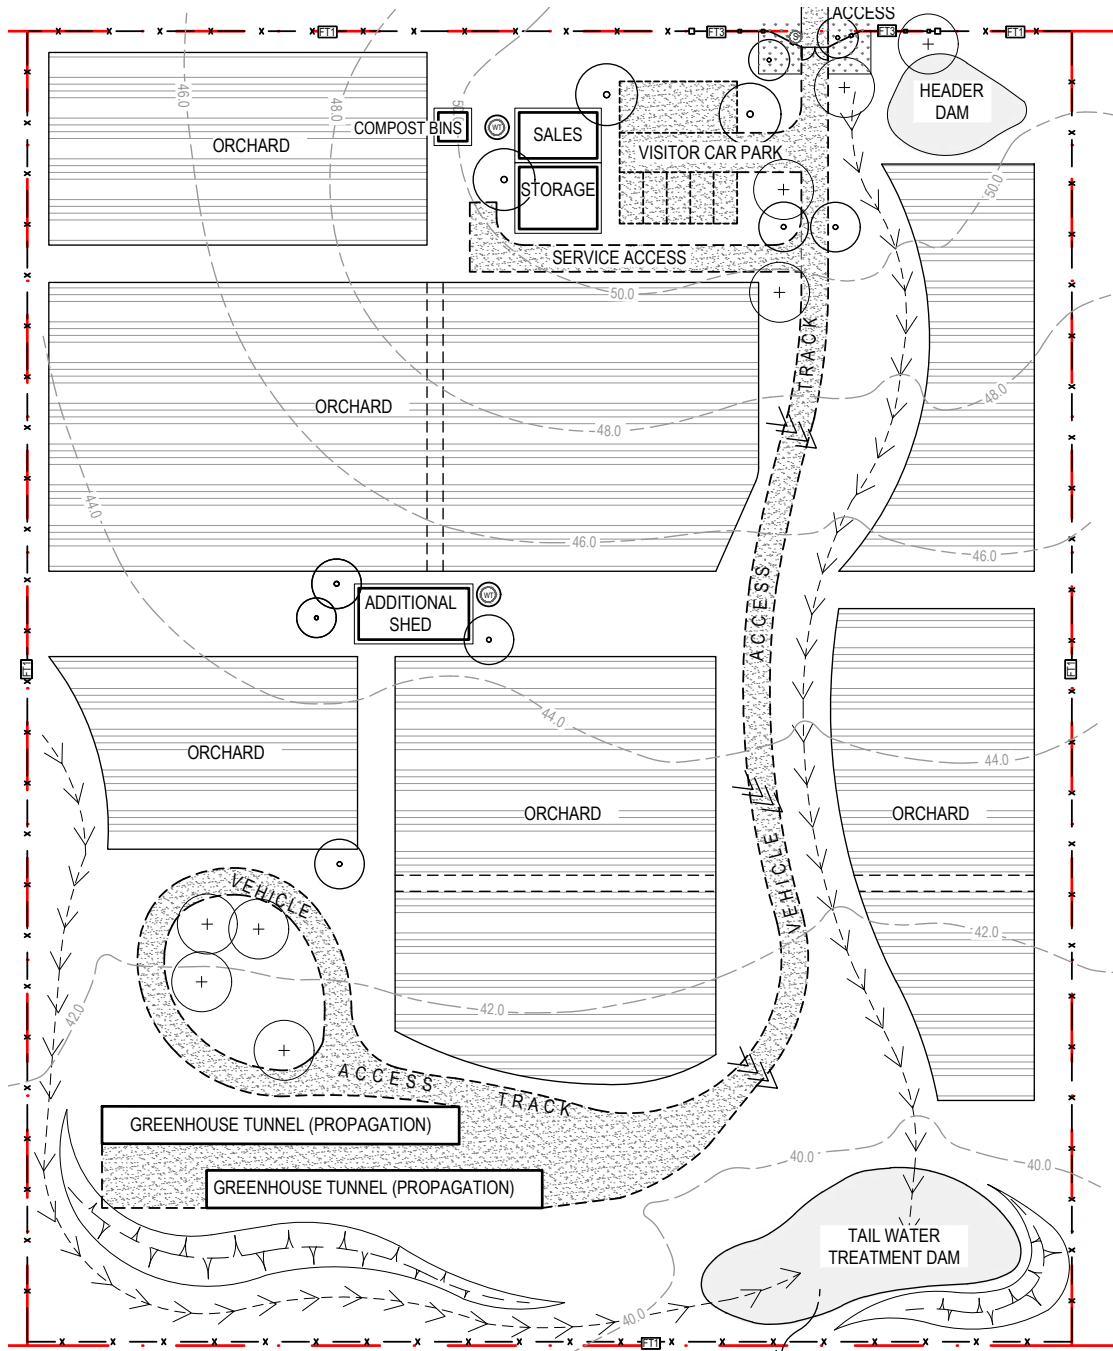 ACCESS
FT1
FT3
S
FT3
FT1
46.0
48.0
50.0
HEADER
DAM
COMPOST BINS
WT
SALES
ORCHARD
VISITOR CAR PARK
STORAGE
50.0
SERVICE ACCESS
50.0
TRACK
ORCHARD
48.0
48.0
44.0
46.0
46.0
ACCESS
WT
ADDITIONAL
SHED
FT1
FT1
44.0
44.0
ORCHARD
ORCHARD
ORCHARD
VEHICLE
VEHICLE
42.0
42.0
42.0
ACCESS
TRACK
GREENHOUSE TUNNEL (PROPAGATION)
40.0
40.0
GREENHOUSE TUNNEL (PROPAGATION)
TAIL WATER
TREATMENT DAM
40.0
FT1